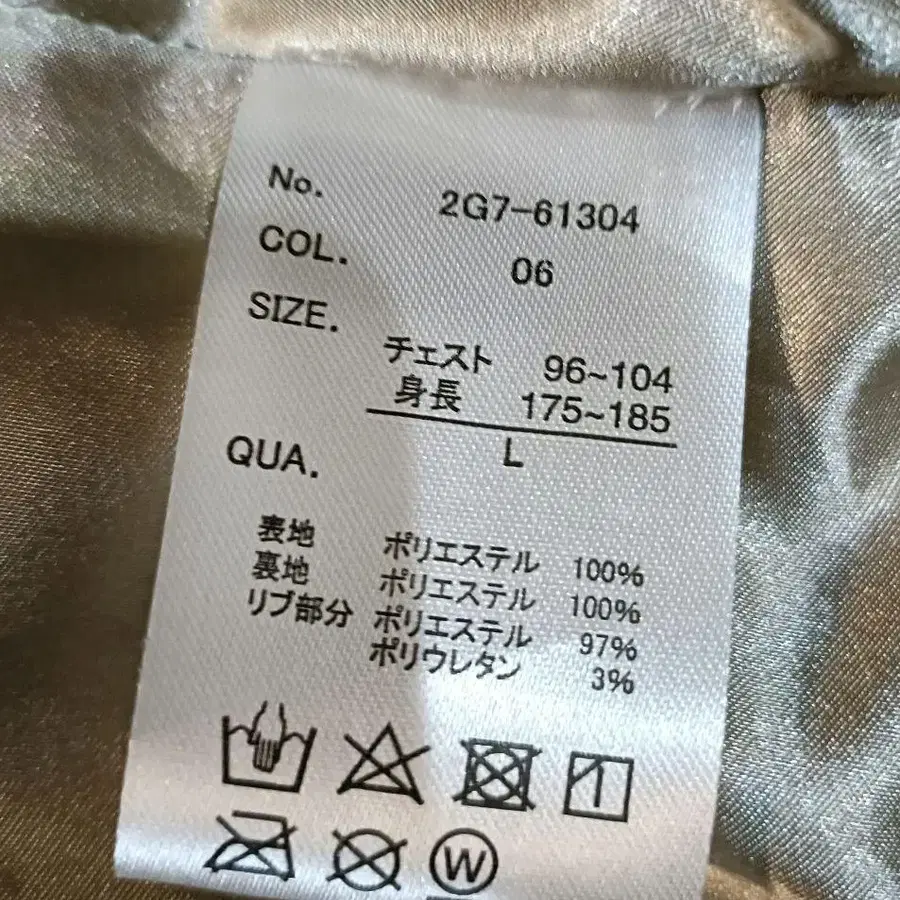 No. 2G7-61304
COL. 06
SIZE.
チェスト 96~104
身長 175~185
L
QUA.
表地 ポリエステル 100%
裏地 ポリエステル 100%
リブ部分 ポリエステル 97%
ポリウレタン 3%
W